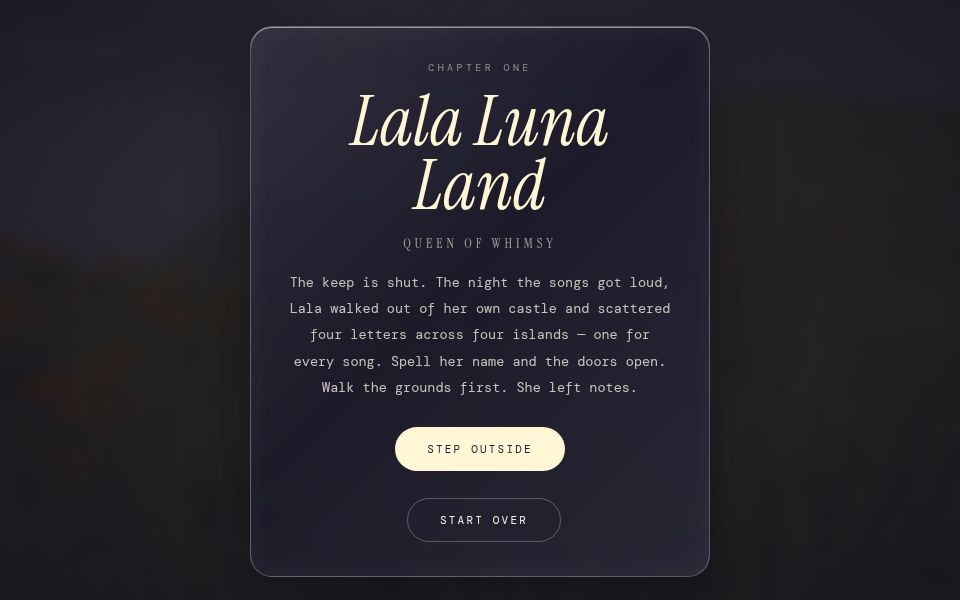 CHAPTER ONE
Lala Luna
Land
QUEEN OF WHIMSY
The keep is shut. The night the songs got loud,
Lala walked out of her own castle and scattered
four letters across four islands — one for
every song. Spell her name and the doors open.
Walk the grounds first. She left notes.
STEP OUTSIDE
START OVER